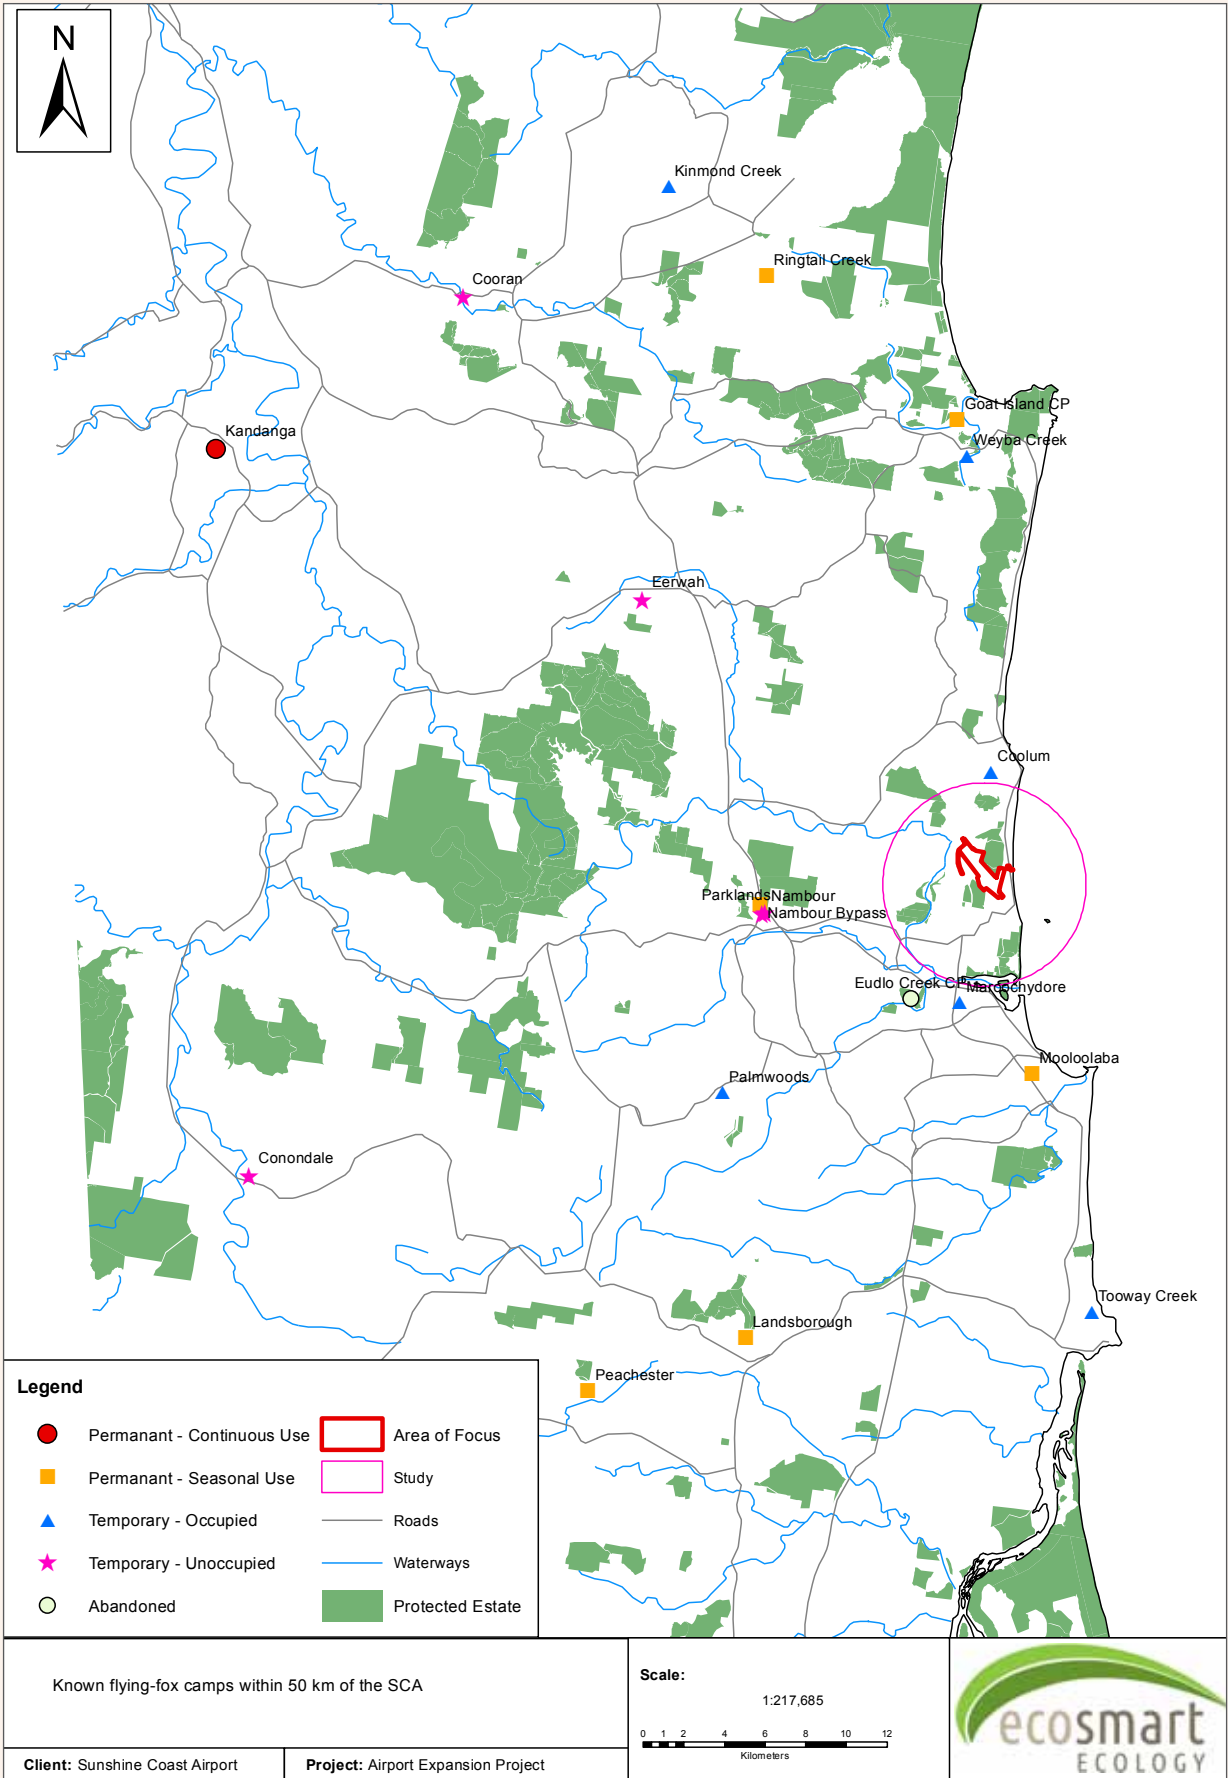 N
Kinmond Creek
Ringtail Creek
Cooran
Goat Island CP
Kandanga
Weyba Creek
Eerwah
Coolum
Parklands Nambour
Nambour Bypass
Eudlo Creek CP
Maroochydore
Mooloolaba
Palmwoods
Conondale
Tooway Creek
Landsborough
Peachester
Legend
Permanant - Continuous Use
Area of Focus
Permanant - Seasonal Use
Study
Temporary - Occupied
Roads
Temporary - Unoccupied
Waterways
Abandoned
Protected Estate
Known flying-fox camps within 50 km of the SCA
Scale:
1:217,685
0 1 2 4 6 8 10 12
Kilometers
Client: Sunshine Coast Airport
Project: Airport Expansion Project
ecosmart
ECOLOGY